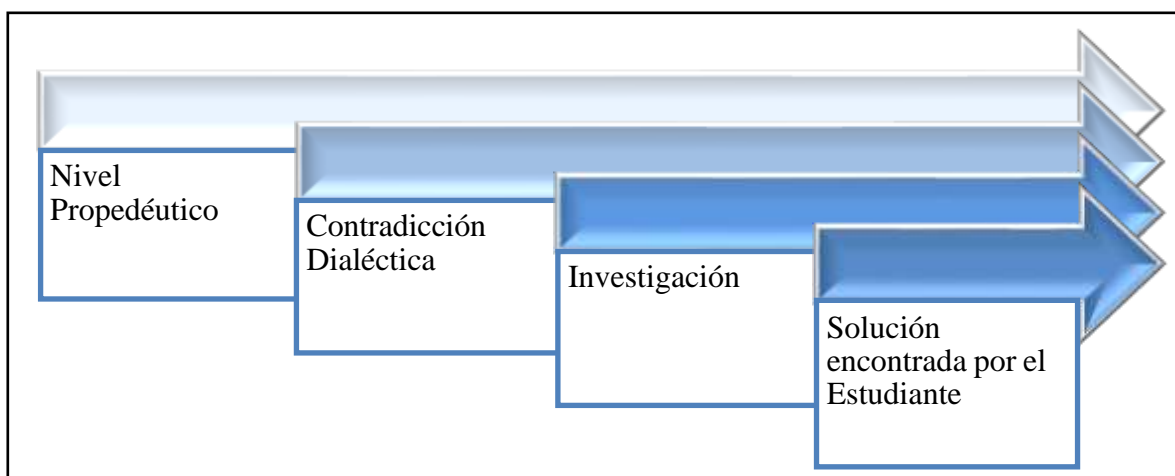 Nivel
Propedéutico
Contradicción
Dialéctica
Investigación
Solución
encontrada por el
Estudiante